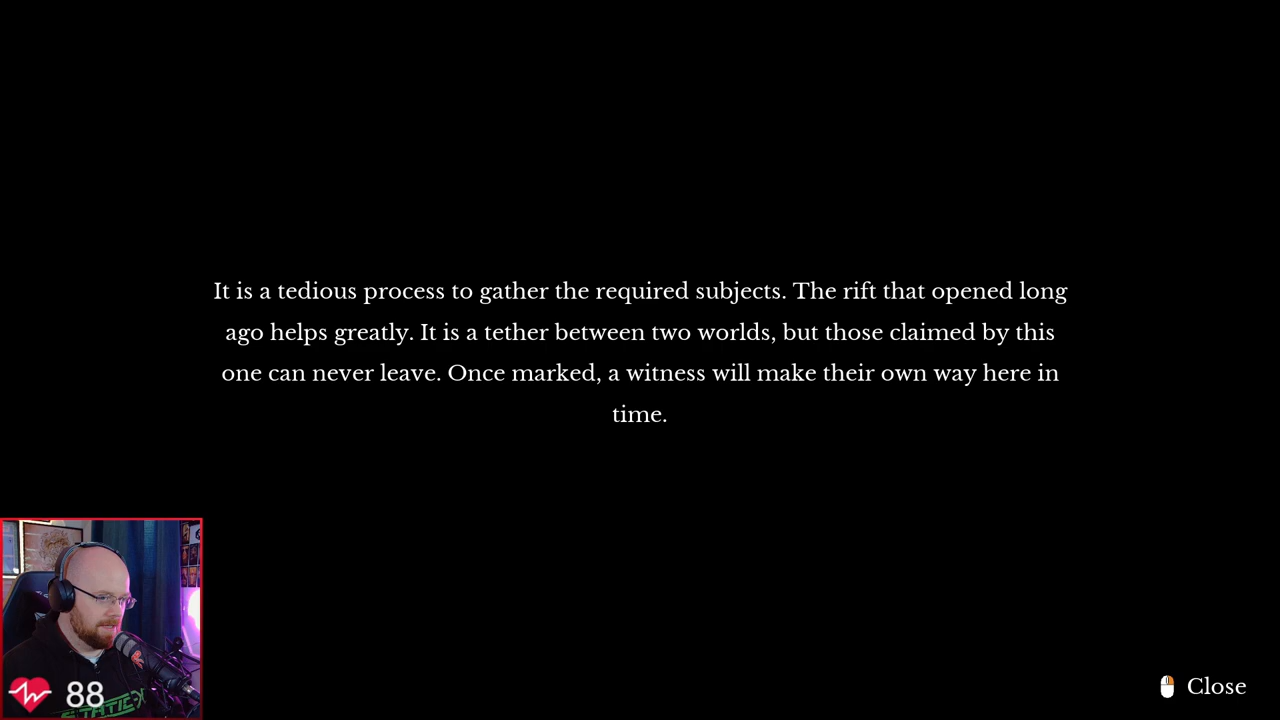 It is a tedious process to gather the required subjects. The rift that opened long
ago helps greatly. It is a tether between two worlds, but those claimed by this
one can never leave. Once marked, a witness will make their own way here in
time.
STATIC-X
88
Close